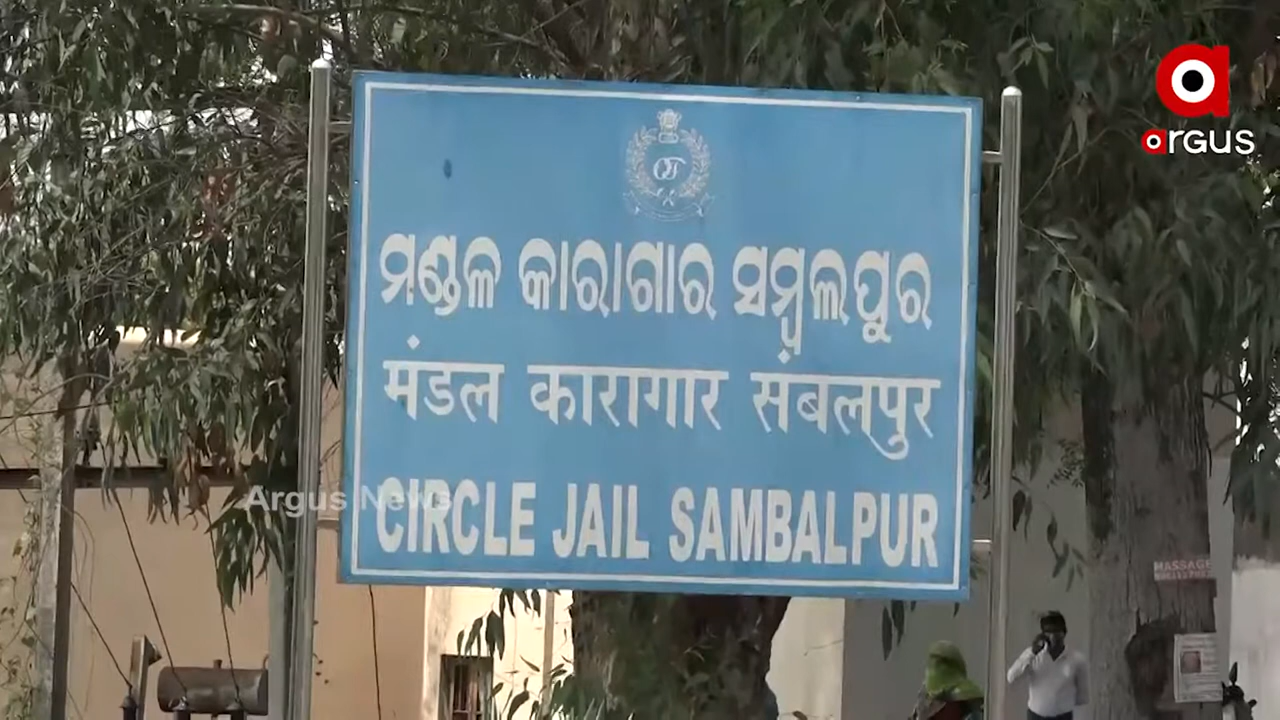 argus
ମଣ୍ଡଳ କାରାଗାର ସମ୍ବଲପୁର
मंडल कारागार संबलपुर
Argus News
CIRCLE JAIL SAMBALPUR
MASSAGE